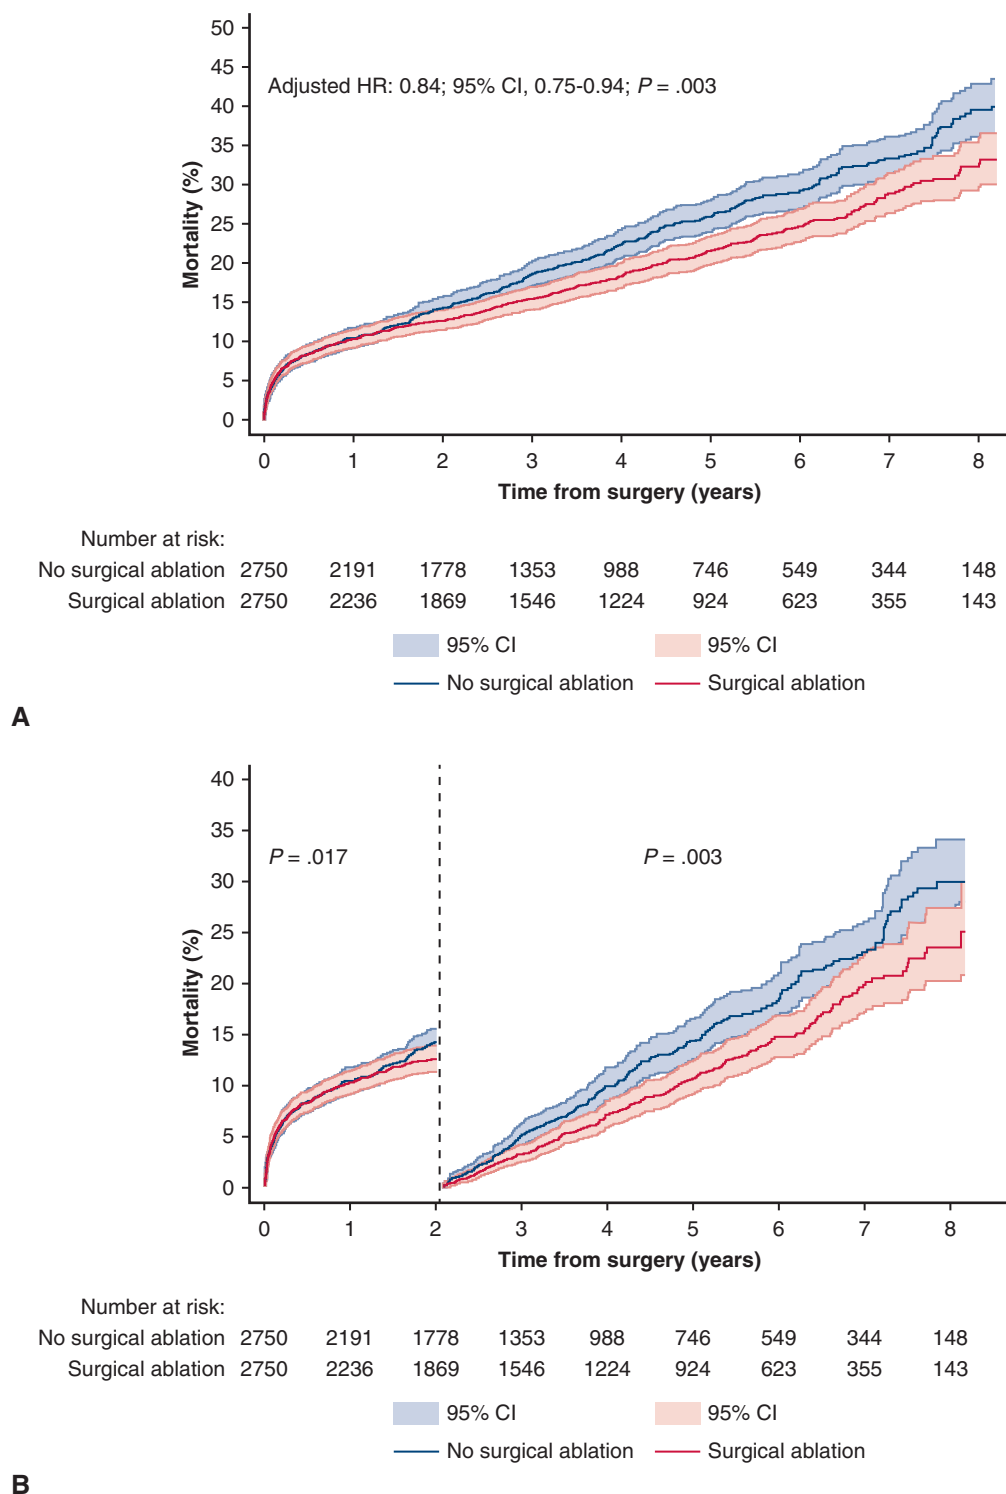 50
45
40
35
30
25
20
15
10
5
0
Mortality (%)
Adjusted HR: 0.84; 95% CI, 0.75-0.94; P = .003
0 1 2 3 4 5 6 7 8
Time from surgery (years)
Number at risk:
No surgical ablation 2750 2191 1778 1353 988 746 549 344 148
Surgical ablation 2750 2236 1869 1546 1224 924 623 355 143
95% CI 95% CI
No surgical ablation Surgical ablation
A
40
35
30
25
20
15
10
5
0
Mortality (%)
P = .017 P = .003
0 1 2 3 4 5 6 7 8
Time from surgery (years)
Number at risk:
No surgical ablation 2750 2191 1778 1353 988 746 549 344 148
Surgical ablation 2750 2236 1869 1546 1224 924 623 355 143
95% CI 95% CI
No surgical ablation Surgical ablation
B